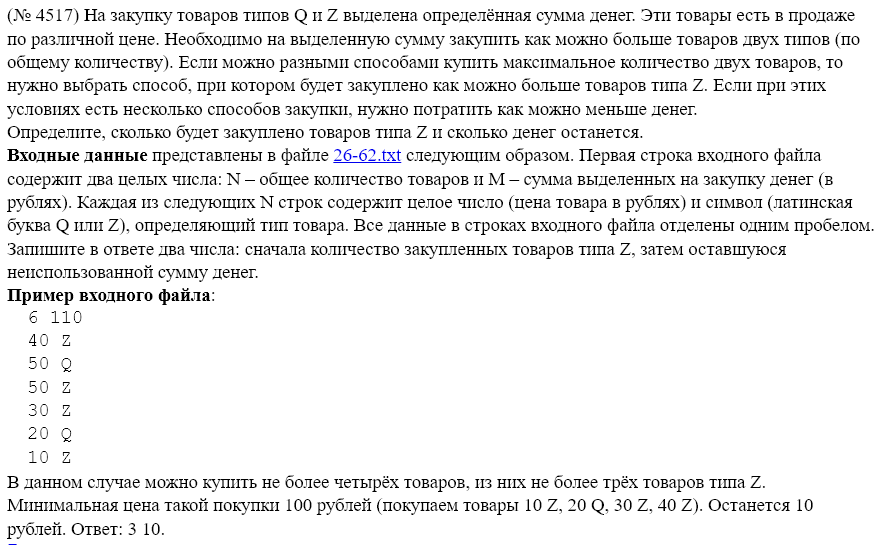 (№ 4517) На закупку товаров типов Q и Z выделена определённая сумма денег. Эти товары есть в продаже
по различной цене. Необходимо на выделенную сумму закупить как можно больше товаров двух типов (по
общему количеству). Если можно разными способами купить максимальное количество двух товаров, то
нужно выбрать способ, при котором будет закуплено как можно больше товаров типа Z. Если при этих
условиях есть несколько способов закупки, нужно потратить как можно меньше денег.
Определите, сколько будет закуплено товаров типа Z и сколько денег останется.
Входные данные представлены в файле 26-62.txt следующим образом. Первая строка входного файла
содержит два целых числа: N – общее количество товаров и M – сумма выделенных на закупку денег (в
рублях). Каждая из следующих N строк содержит целое число (цена товара в рублях) и символ (латинская
буква Q или Z), определяющий тип товара. Все данные в строках входного файла отделены одним пробелом.
Запишите в ответе два числа: сначала количество закупленных товаров типа Z, затем оставшуюся
неиспользованной сумму денег.
Пример входного файла:
6 110
40 Z
50 Q
50 Z
30 Z
20 Q
10 Z
В данном случае можно купить не более четырёх товаров, из них не более трёх товаров типа Z.
Минимальная цена такой покупки 100 рублей (покупаем товары 10 Z, 20 Q, 30 Z, 40 Z). Останется 10
рублей. Ответ: 3 10.